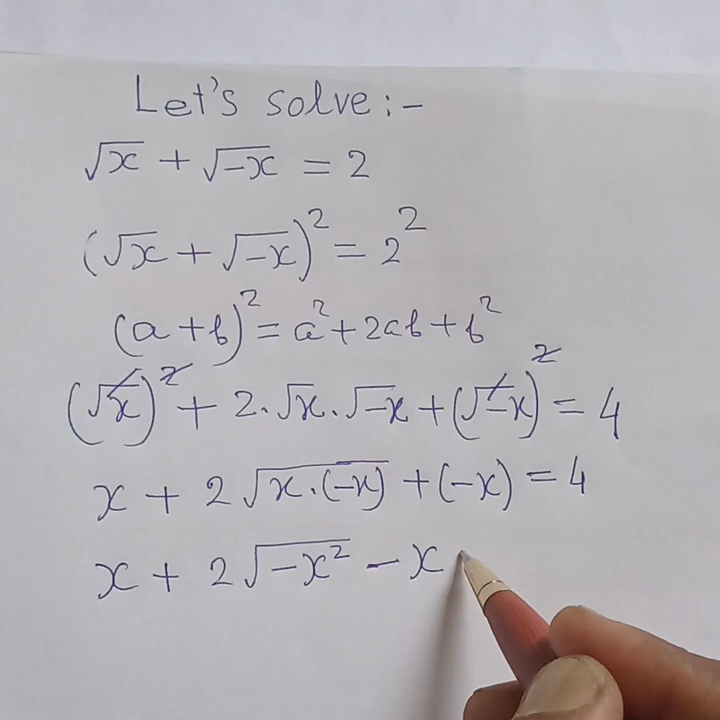 Let's solve :-
√x + √-x = 2
(√x + √-x)² = 2²
(a + b)² = a² + 2ab + b²
(√x)² + 2.√x.√-x + (√-x)² = 4
x + 2√x.(-x) + (-x) = 4
x + 2√-x² - x